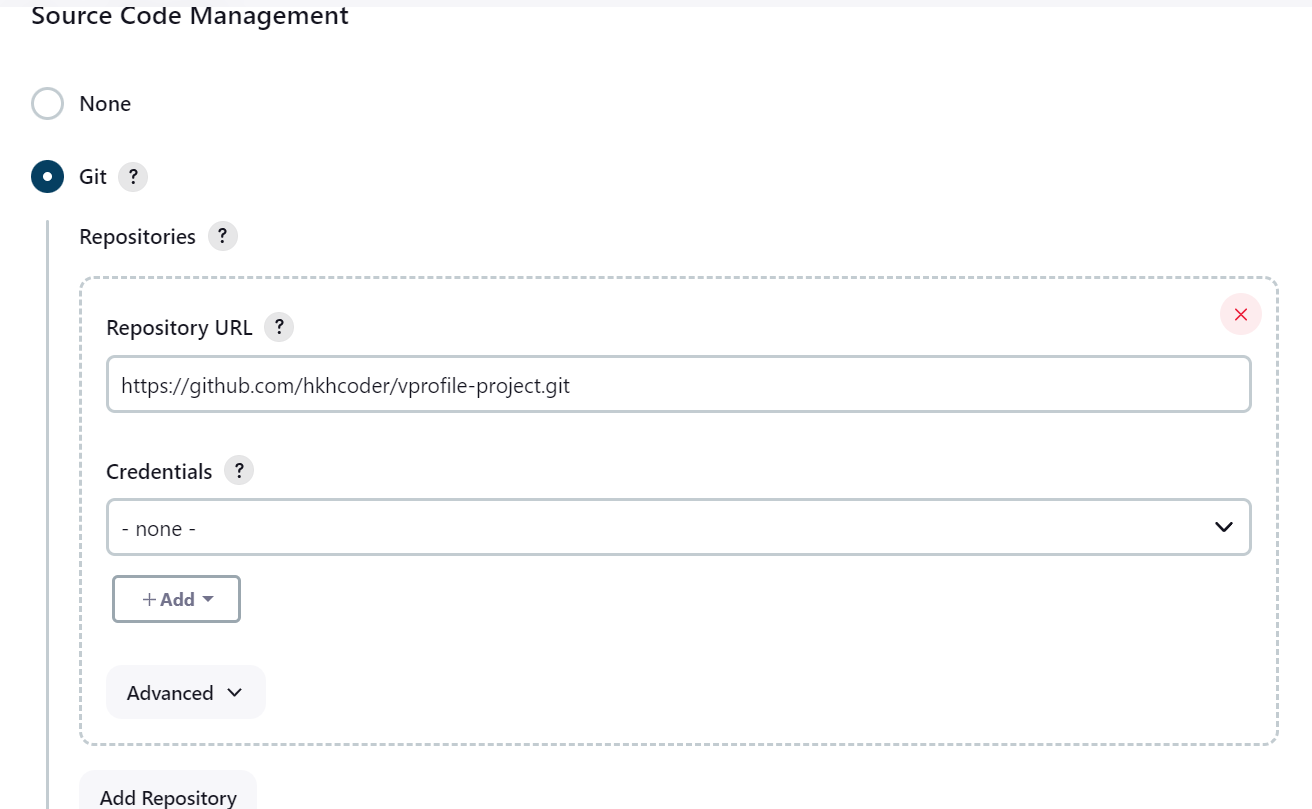 Source Code Management
None
Git ?
Repositories ?
Repository URL ?
https://github.com/hkhcoder/vprofile-project.git
Credentials ?
- none -
+ Add
Advanced
Add Repository